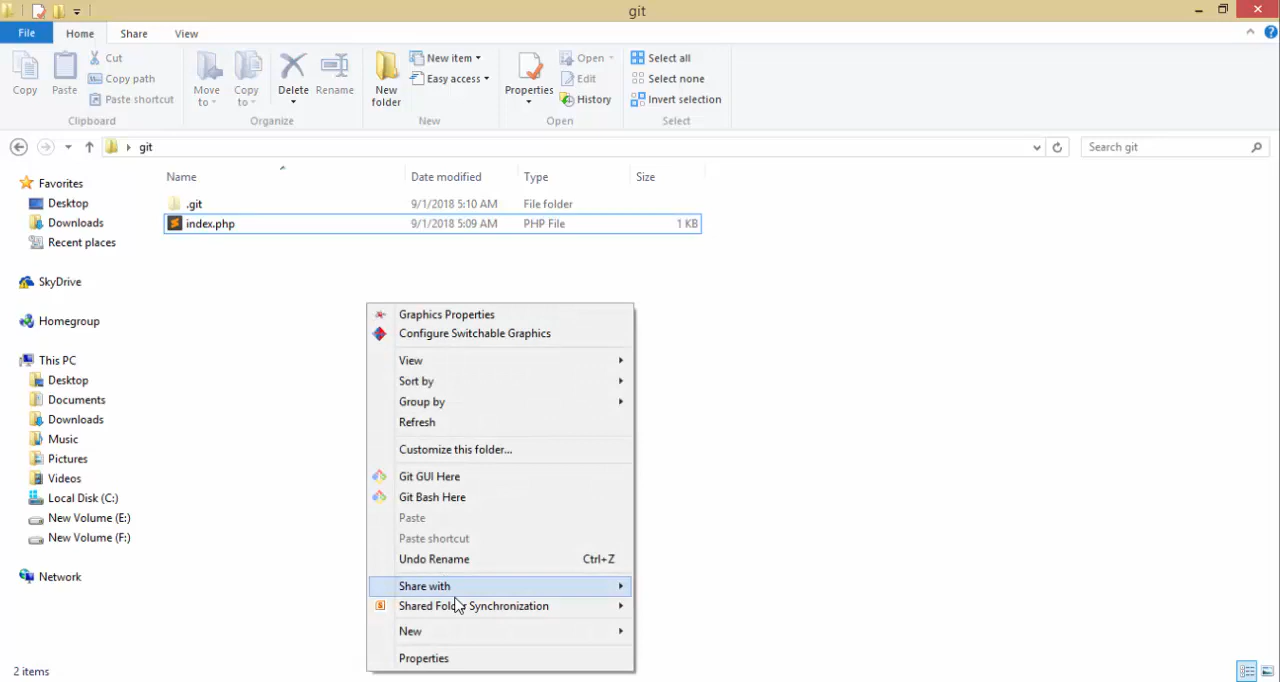 git
File
Home
Share
View
Copy
Paste
Cut
Copy path
Paste shortcut
Clipboard
Move to
Copy to
Delete
Rename
Organize
New folder
New item
Easy access
New
Properties
Open
Edit
History
Open
Select all
Select none
Invert selection
Select
git
Search git
Name
Date modified
Type
Size
.git
9/1/2018 5:10 AM
File folder
index.php
9/1/2018 5:09 AM
PHP File
1 KB
Favorites
Desktop
Downloads
Recent places
SkyDrive
Homegroup
This PC
Desktop
Documents
Downloads
Music
Pictures
Videos
Local Disk (C:)
New Volume (E:)
New Volume (F:)
Network
Graphics Properties
Configure Switchable Graphics
View
Sort by
Group by
Refresh
Customize this folder...
Git GUI Here
Git Bash Here
Paste
Paste shortcut
Undo Rename Ctrl+Z
Share with
Shared Folder Synchronization
New
Properties
2 items